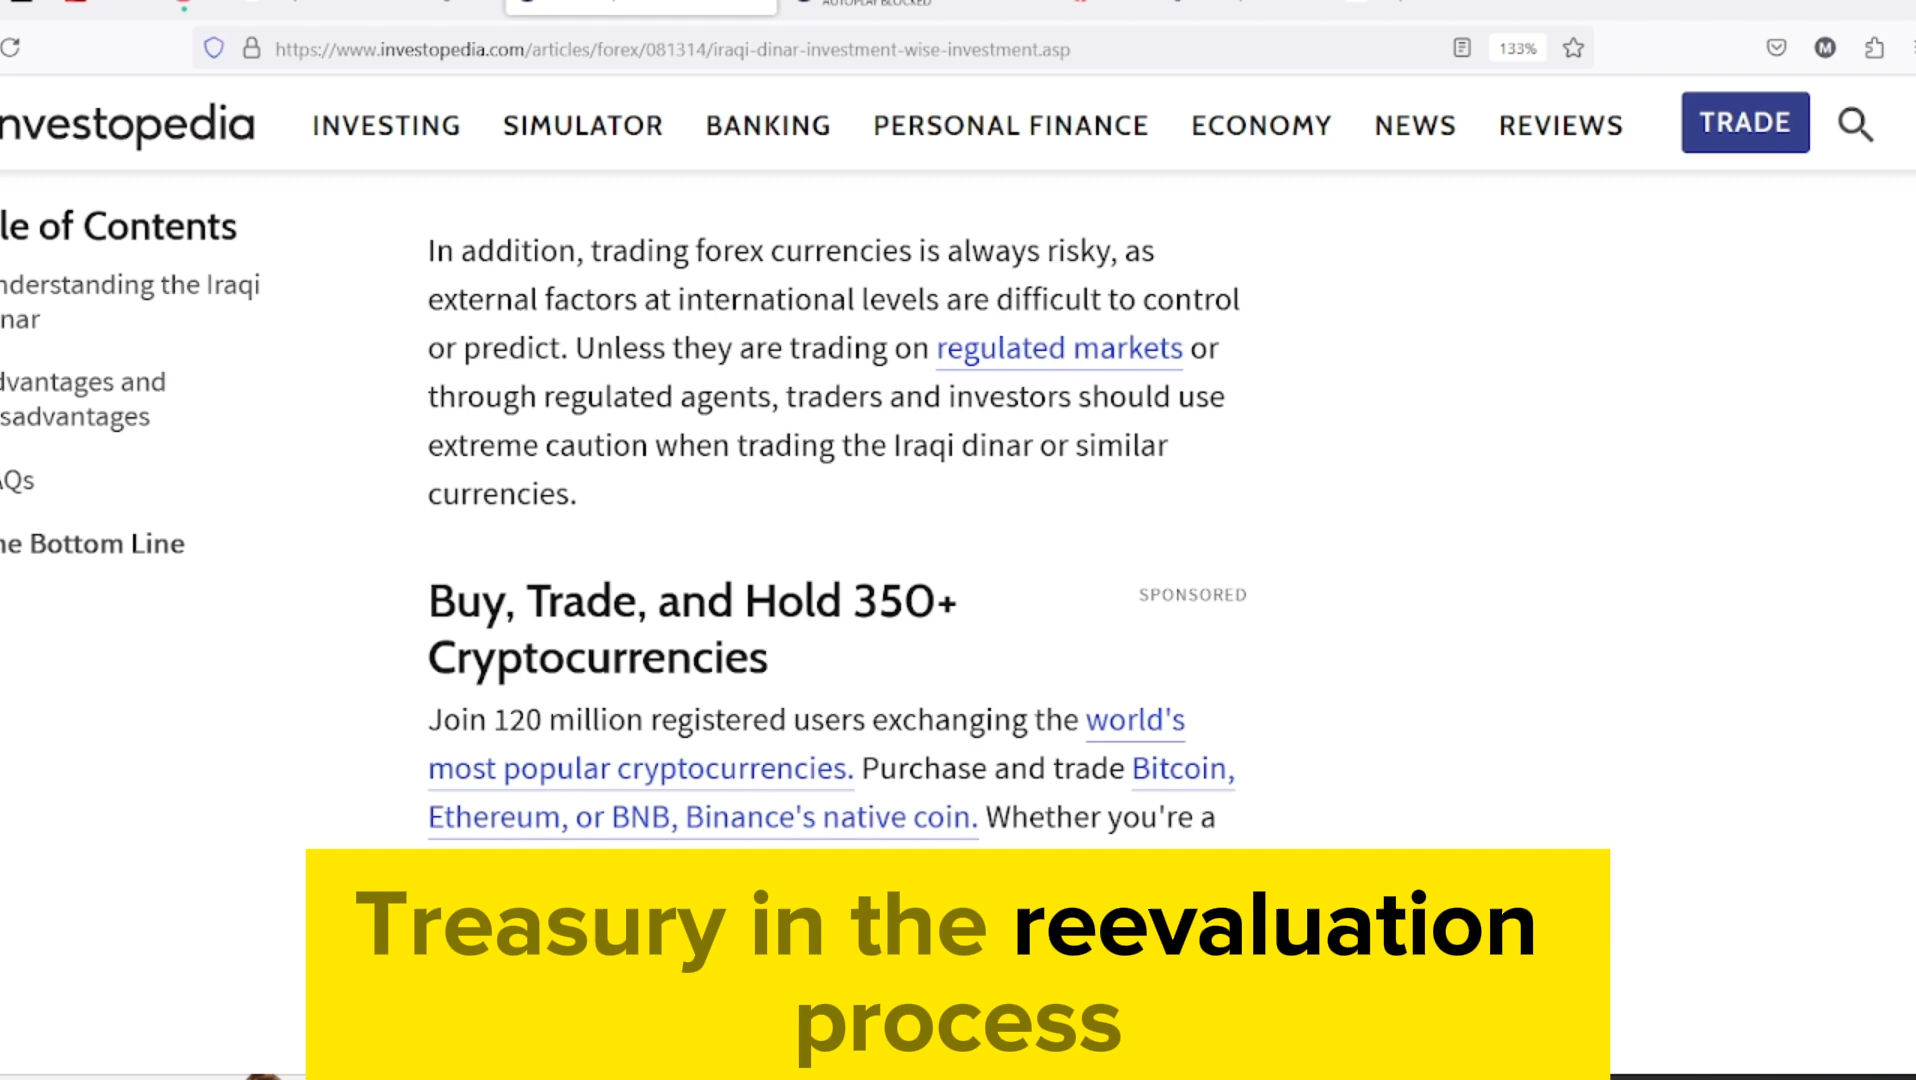 AUTOPLAY BLOCKED
https://www.investopedia.com/articles/forex/081314/iraqi-dinar-investment-wise-investment.asp
133%
M
nvestopedia
INVESTING
SIMULATOR
BANKING
PERSONAL FINANCE
ECONOMY
NEWS
REVIEWS
TRADE
le of Contents
nderstanding the Iraqi
nar
dvantages and
sadvantages
AQs
ne Bottom Line
In addition, trading forex currencies is always risky, as
external factors at international levels are difficult to control
or predict. Unless they are trading on regulated markets or
through regulated agents, traders and investors should use
extreme caution when trading the Iraqi dinar or similar
currencies.
Buy, Trade, and Hold 350+
Cryptocurrencies
SPONSORED
Join 120 million registered users exchanging the world's
most popular cryptocurrencies. Purchase and trade Bitcoin,
Ethereum, or BNB, Binance's native coin. Whether you're a
Treasury in the reevaluation
process